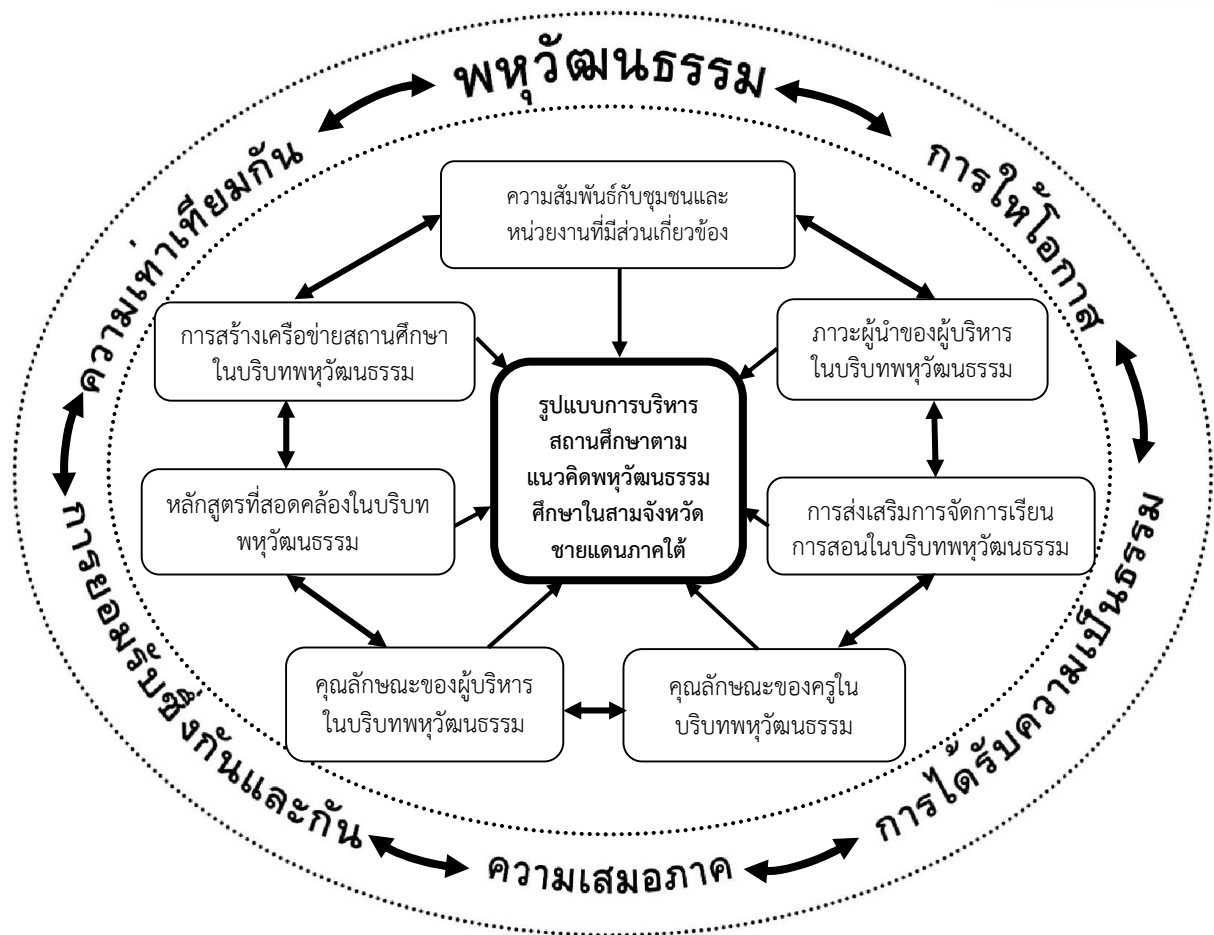 พหุวัฒนธรรม
การให้โอกาส
การได้รับความเป็นธรรม
ความเสมอภาค
การยอมรับซึ่งกันและกัน
ความเท่าเทียมกัน
ความสัมพันธ์กับชุมชนและ
หน่วยงานที่มีส่วนเกี่ยวข้อง
การสร้างเครือข่ายสถานศึกษา
ในบริบทพหุวัฒนธรรม
ภาวะผู้นำของผู้บริหาร
ในบริบทพหุวัฒนธรรม
รูปแบบการบริหาร
สถานศึกษาตาม
แนวคิดพหุวัฒนธรรม
ศึกษาในสามจังหวัด
ชายแดนภาคใต้
หลักสูตรที่สอดคล้องในบริบท
พหุวัฒนธรรม
การส่งเสริมการจัดการเรียน
การสอนในบริบทพหุวัฒนธรรม
คุณลักษณะของผู้บริหาร
ในบริบทพหุวัฒนธรรม
คุณลักษณะของครูใน
บริบทพหุวัฒนธรรม